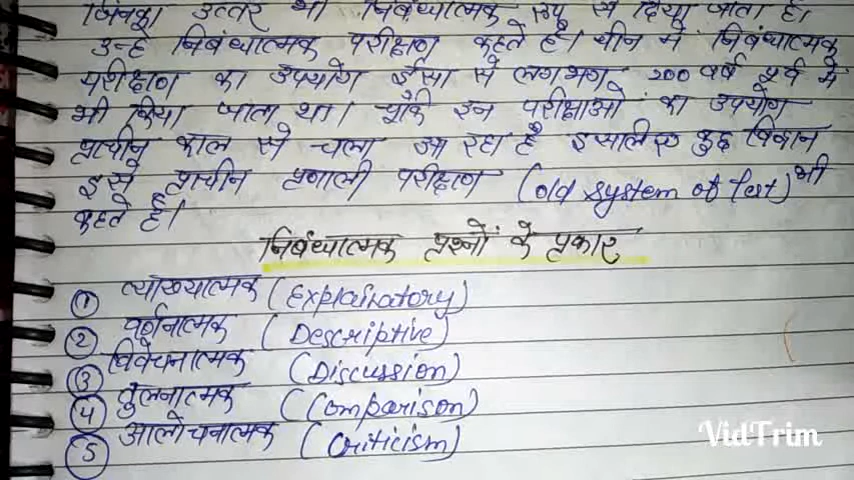 जिनका उत्तर भी निबंध्यात्मक रूप से दिया जाता है।
उन्हे निबंध्यात्मक परीक्षण कहते है। चीन में निबंध्यात्मक
परीक्षण का उपयोग ईसा से लगभग 200 वर्ष पूर्व में
भी किया जाता था। चूंकि इन परीक्षाओं का उपयोग
प्राचीन काल से चला आ रहा है इसलिए कुछ विद्वान
इसे प्राचीन प्रणाली परीक्षण (old system of test) भी
कहते है।
निबंध्यात्मक प्रश्नों के प्रकार
① व्याख्यात्मक (Explainatory)
② वर्णनात्मक (Descriptive)
③ विवेचनात्मक (Discussion)
④ तुलनात्मक (Comparison)
⑤ आलोचनात्मक (Criticism)
VidTrim